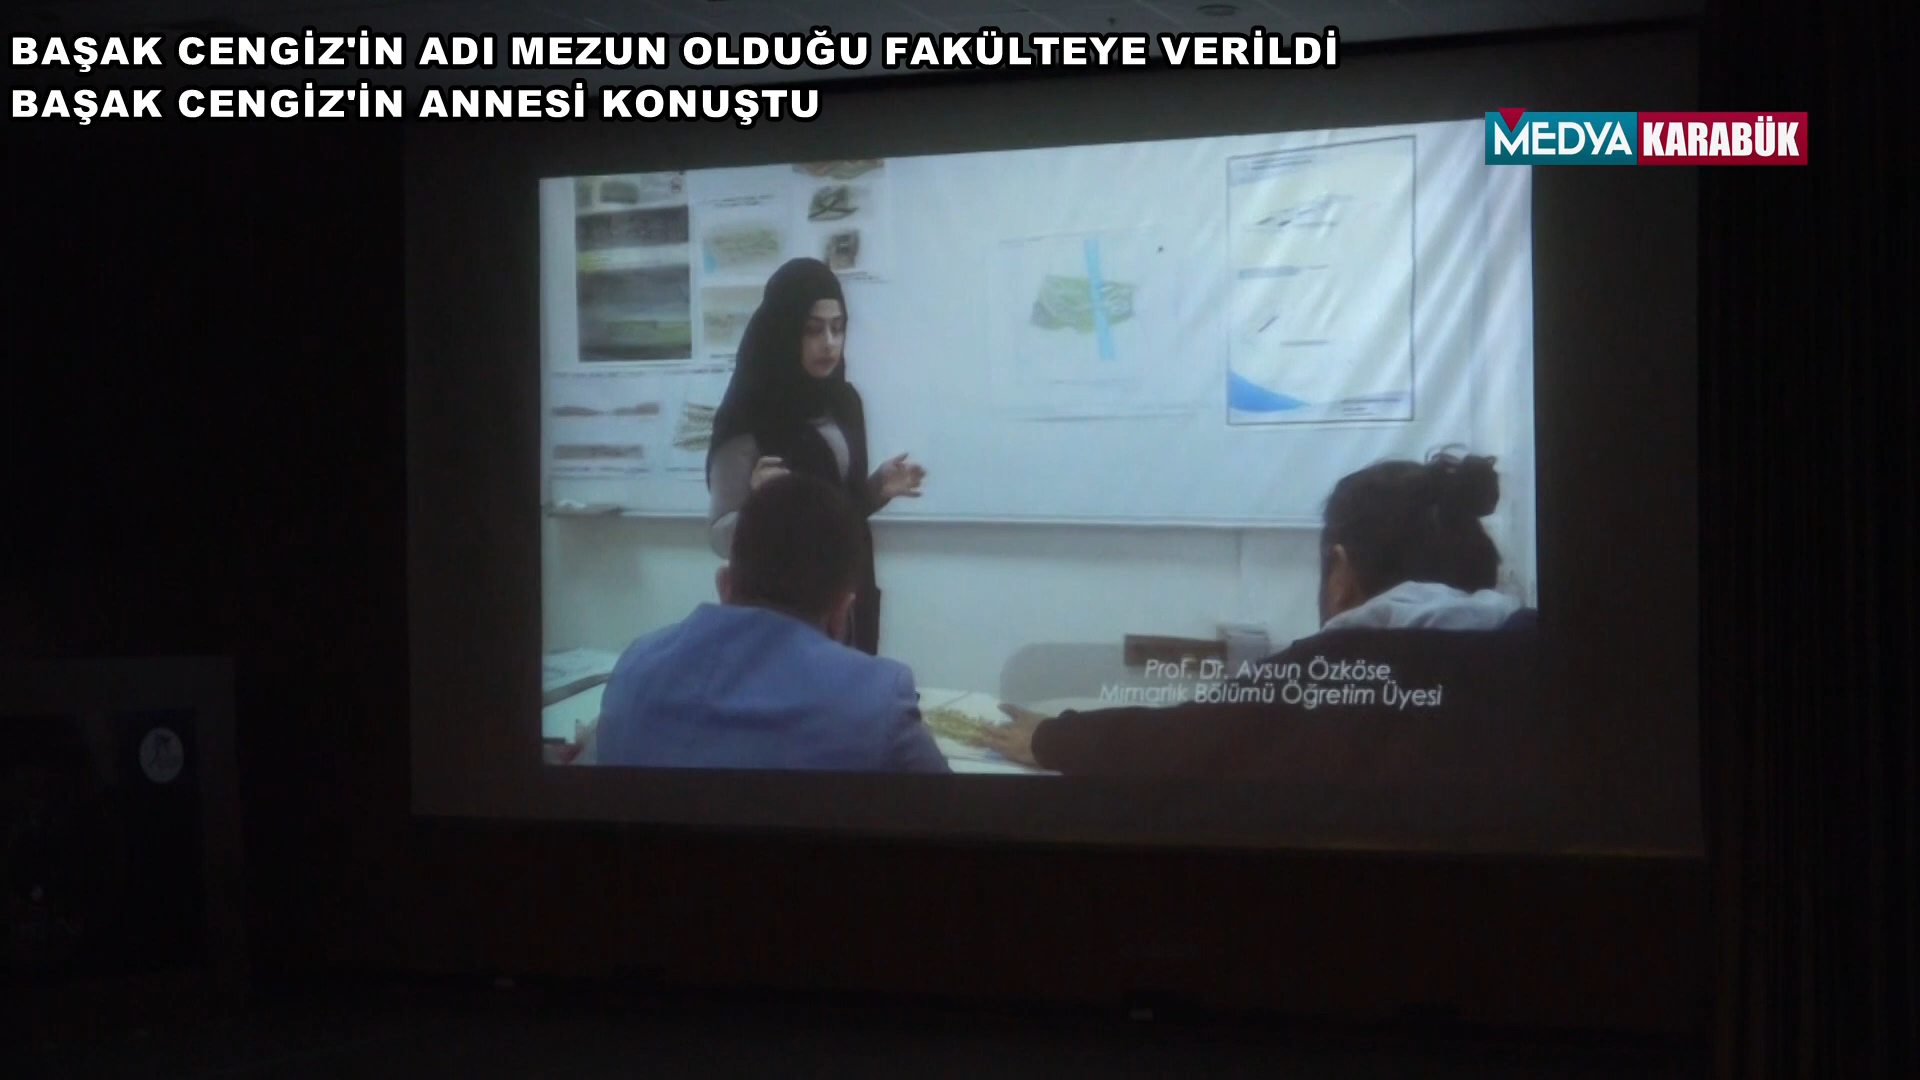 BAŞAK CENGİZ'İN ADI MEZUN OLDUĞU FAKÜLTEYE VERİLDİ
BAŞAK CENGİZ'İN ANNESİ KONUŞTU
MEDYA KARABÜK
Prof. Dr. Aysun Özköse
Mimarlık Bölümü Öğretim Üyesi